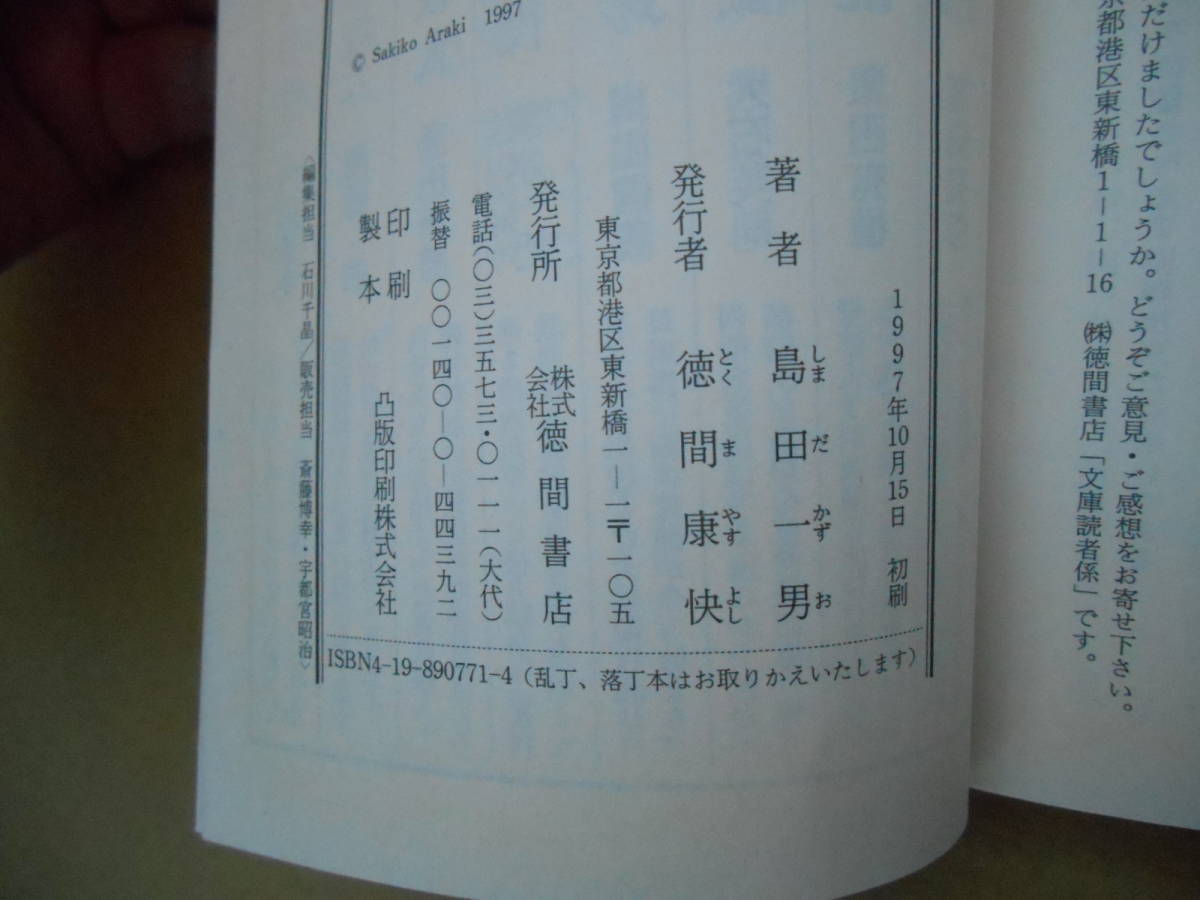 だけましたでしょうか。どうぞご意見・ご感想をお寄せ下さい。
京都港区東新橋1－1－16　㈱徳間書店「文庫読者係」です。
© Sakiko Araki 1997
1997年10月15日　初刷
著者　島田一男
しまだかずお
発行者　徳間康快
とくまやすよし
東京都港区東新橋一—一〒一〇五
発行所　株式会社徳間書店
電話(〇三)三五七三・〇一一一(大代)
振替　〇〇一四〇—〇—四四三九二
印刷
製本　凸版印刷株式会社
〈編集担当　石川千晶／販売担当　斎藤博幸・宇都宮昭治〉
ISBN4-19-890771-4（乱丁、落丁本はお取りかえいたします）